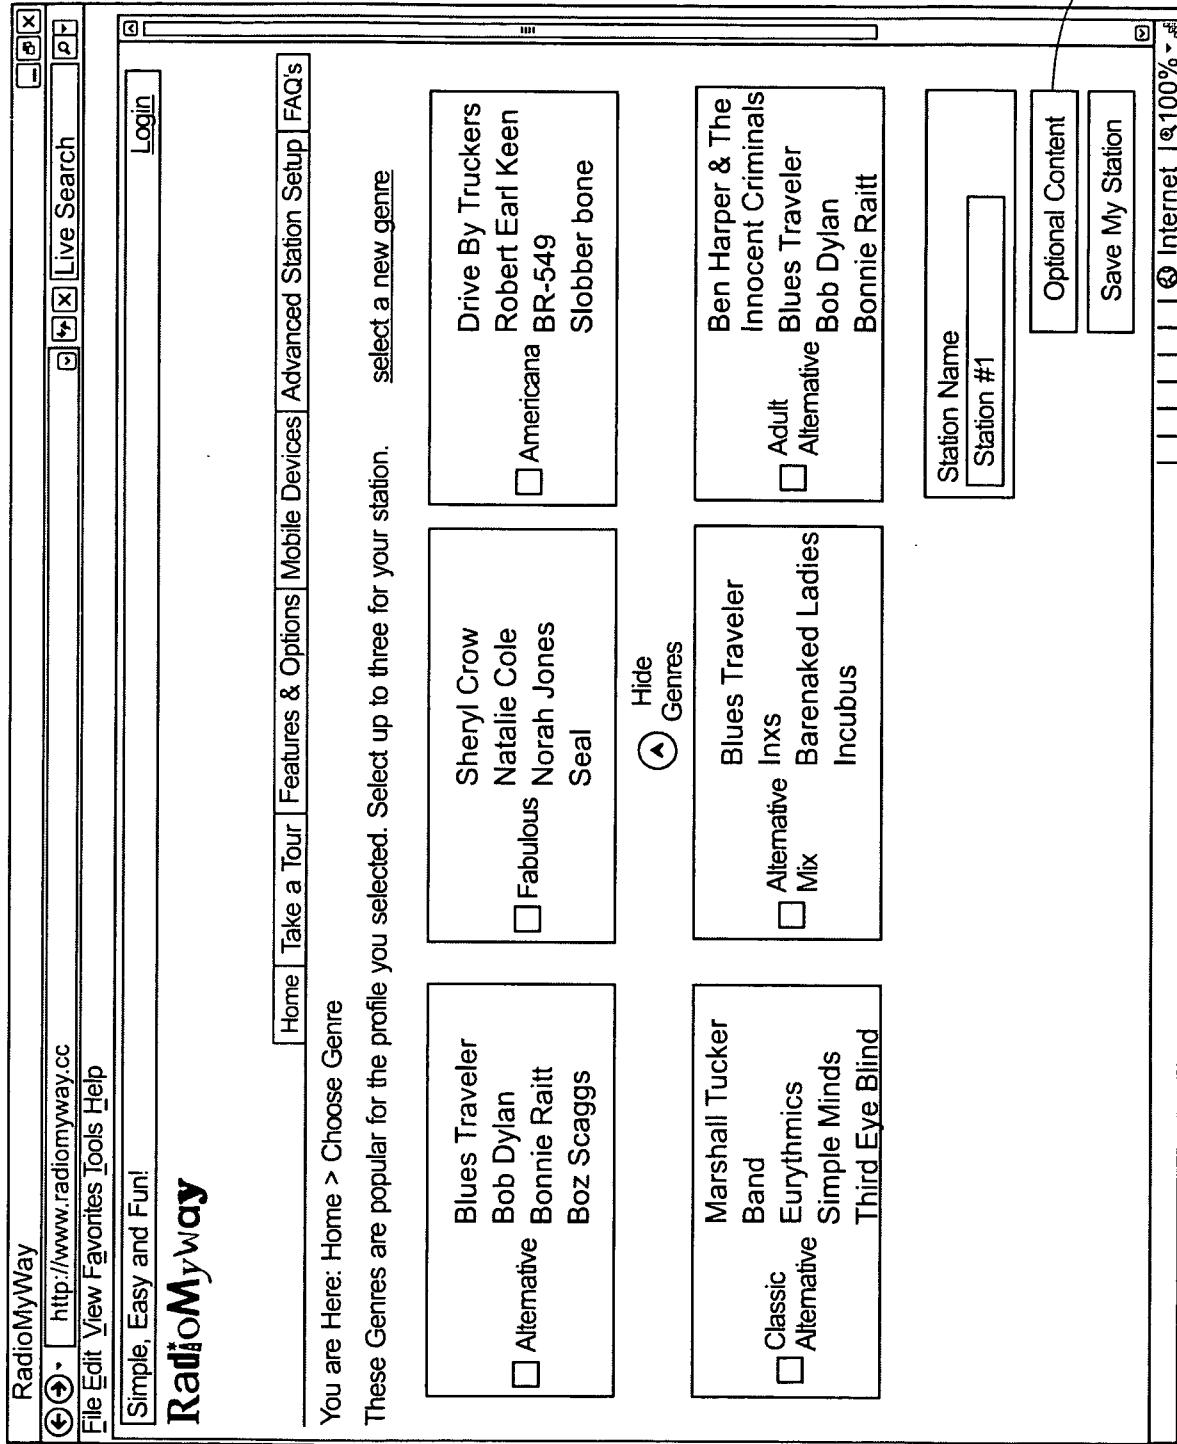 RadioMyWay
http://www.radiomyway.cc
Live Search
File Edit View Favorites Tools Help
Simple, Easy and Fun!
Login
RadioMyway
Home Take a Tour Features & Options Mobile Devices Advanced Station Setup FAQ's
You are Here: Home > Choose Genre
These Genres are popular for the profile you selected. Select up to three for your station. select a new genre
Alternative
Blues Traveler
Bob Dylan
Bonnie Raitt
Boz Scaggs
Fabulous
Sheryl Crow
Natalie Cole
Norah Jones
Seal
Americana
Drive By Truckers
Robert Earl Keen
BR-549
Slobber bone
Hide
Genres
Classic
Alternative
Marshall Tucker
Band
Eurythmics
Simple Minds
Third Eye Blind
Alternative
Mix
Blues Traveler
Inxs
Barenaked Ladies
Incubus
Adult
Alternative
Ben Harper & The
Innocent Criminals
Blues Traveler
Bob Dylan
Bonnie Raitt
Station Name
Station #1
Optional Content
Save My Station
Internet 100%